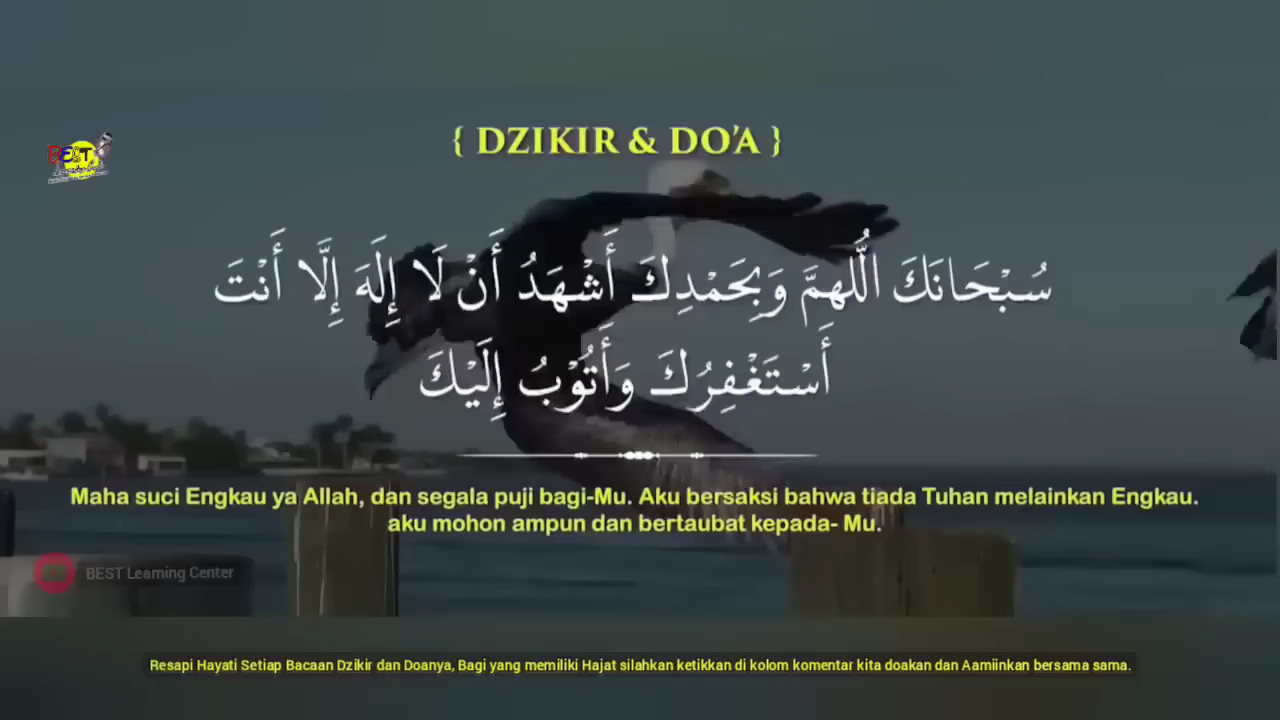 { DZIKIR & DO'A }
BEST
سُبْحَانَكَ اللَّهُمَّ وَبِحَمْدِكَ أَشْهَدُ أَنْ لَا إِلَهَ إِلَّا أَنْتَ
أَسْتَغْفِرُكَ وَأَتُوْبُ إِلَيْكَ
Maha suci Engkau ya Allah, dan segala puji bagi-Mu. Aku bersaksi bahwa tiada Tuhan melainkan Engkau.
aku mohon ampun dan bertaubat kepada- Mu.
BEST Learning Center
Resapi Hayati Setiap Bacaan Dzikir dan Doanya, Bagi yang memiliki Hajat silahkan ketikkan di kolom komentar kita doakan dan Aamiinkan bersama sama.